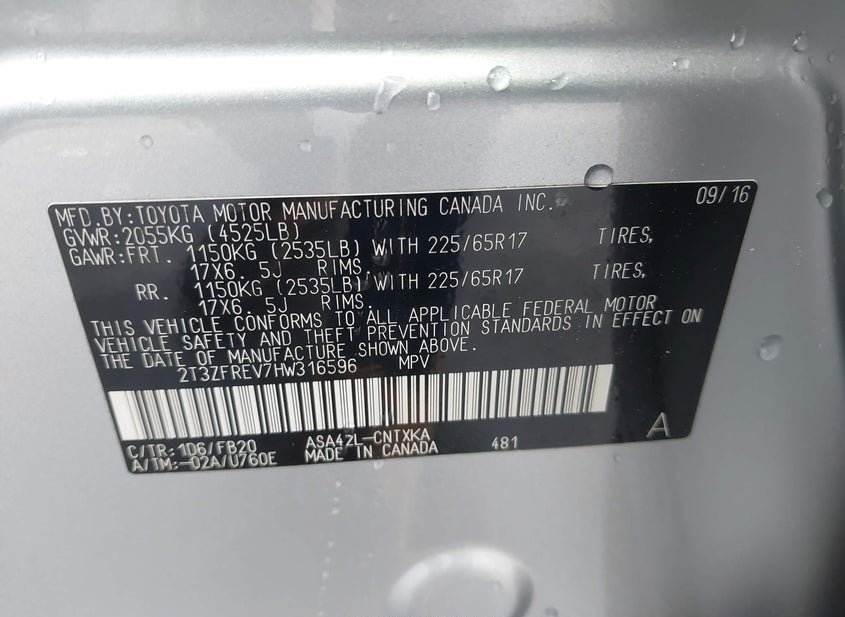 MFD.BY:TOYOTA MOTOR MANUFACTURING CANADA INC. 09/16
GVWR:2055KG (4525LB)
GAWR:FRT. 1150KG (2535LB) WITH 225/65R17 TIRES,
17X6. 5J RIMS.
RR. 1150KG (2535LB) WITH 225/65R17 TIRES,
17X6. 5J RIMS.
THIS VEHICLE CONFORMS TO ALL APPLICABLE FEDERAL MOTOR
VEHICLE SAFETY AND THEFT PREVENTION STANDARDS IN EFFECT ON
THE DATE OF MANUFACTURE SHOWN ABOVE.
2T3ZFREV7HW316596 MPV
C/TR: 1D6/FB20 ASA42L-CNTXKA 481 A
A/TM:-02A/U760E MADE IN CANADA